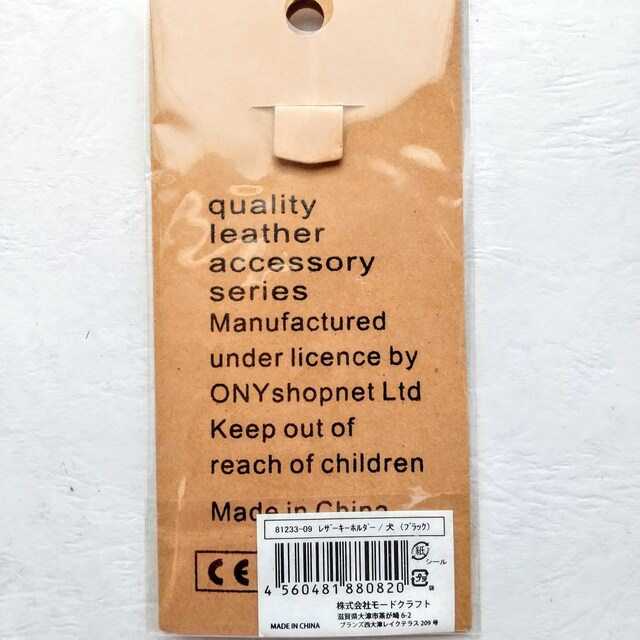 quality
leather
accessory
series
Manufactured
under licence by
ONYshopnet Ltd
Keep out of
reach of children
Made in China
CE
81233-09 レザーキーホルダー / 犬 (ブラック)
紙
シール
プラ
袋
4 560481 880820
株式会社モードクラフト
滋賀県大津市茶が崎 6-2
MADE IN CHINA
ブランズ西大津レイクテラス 209 号